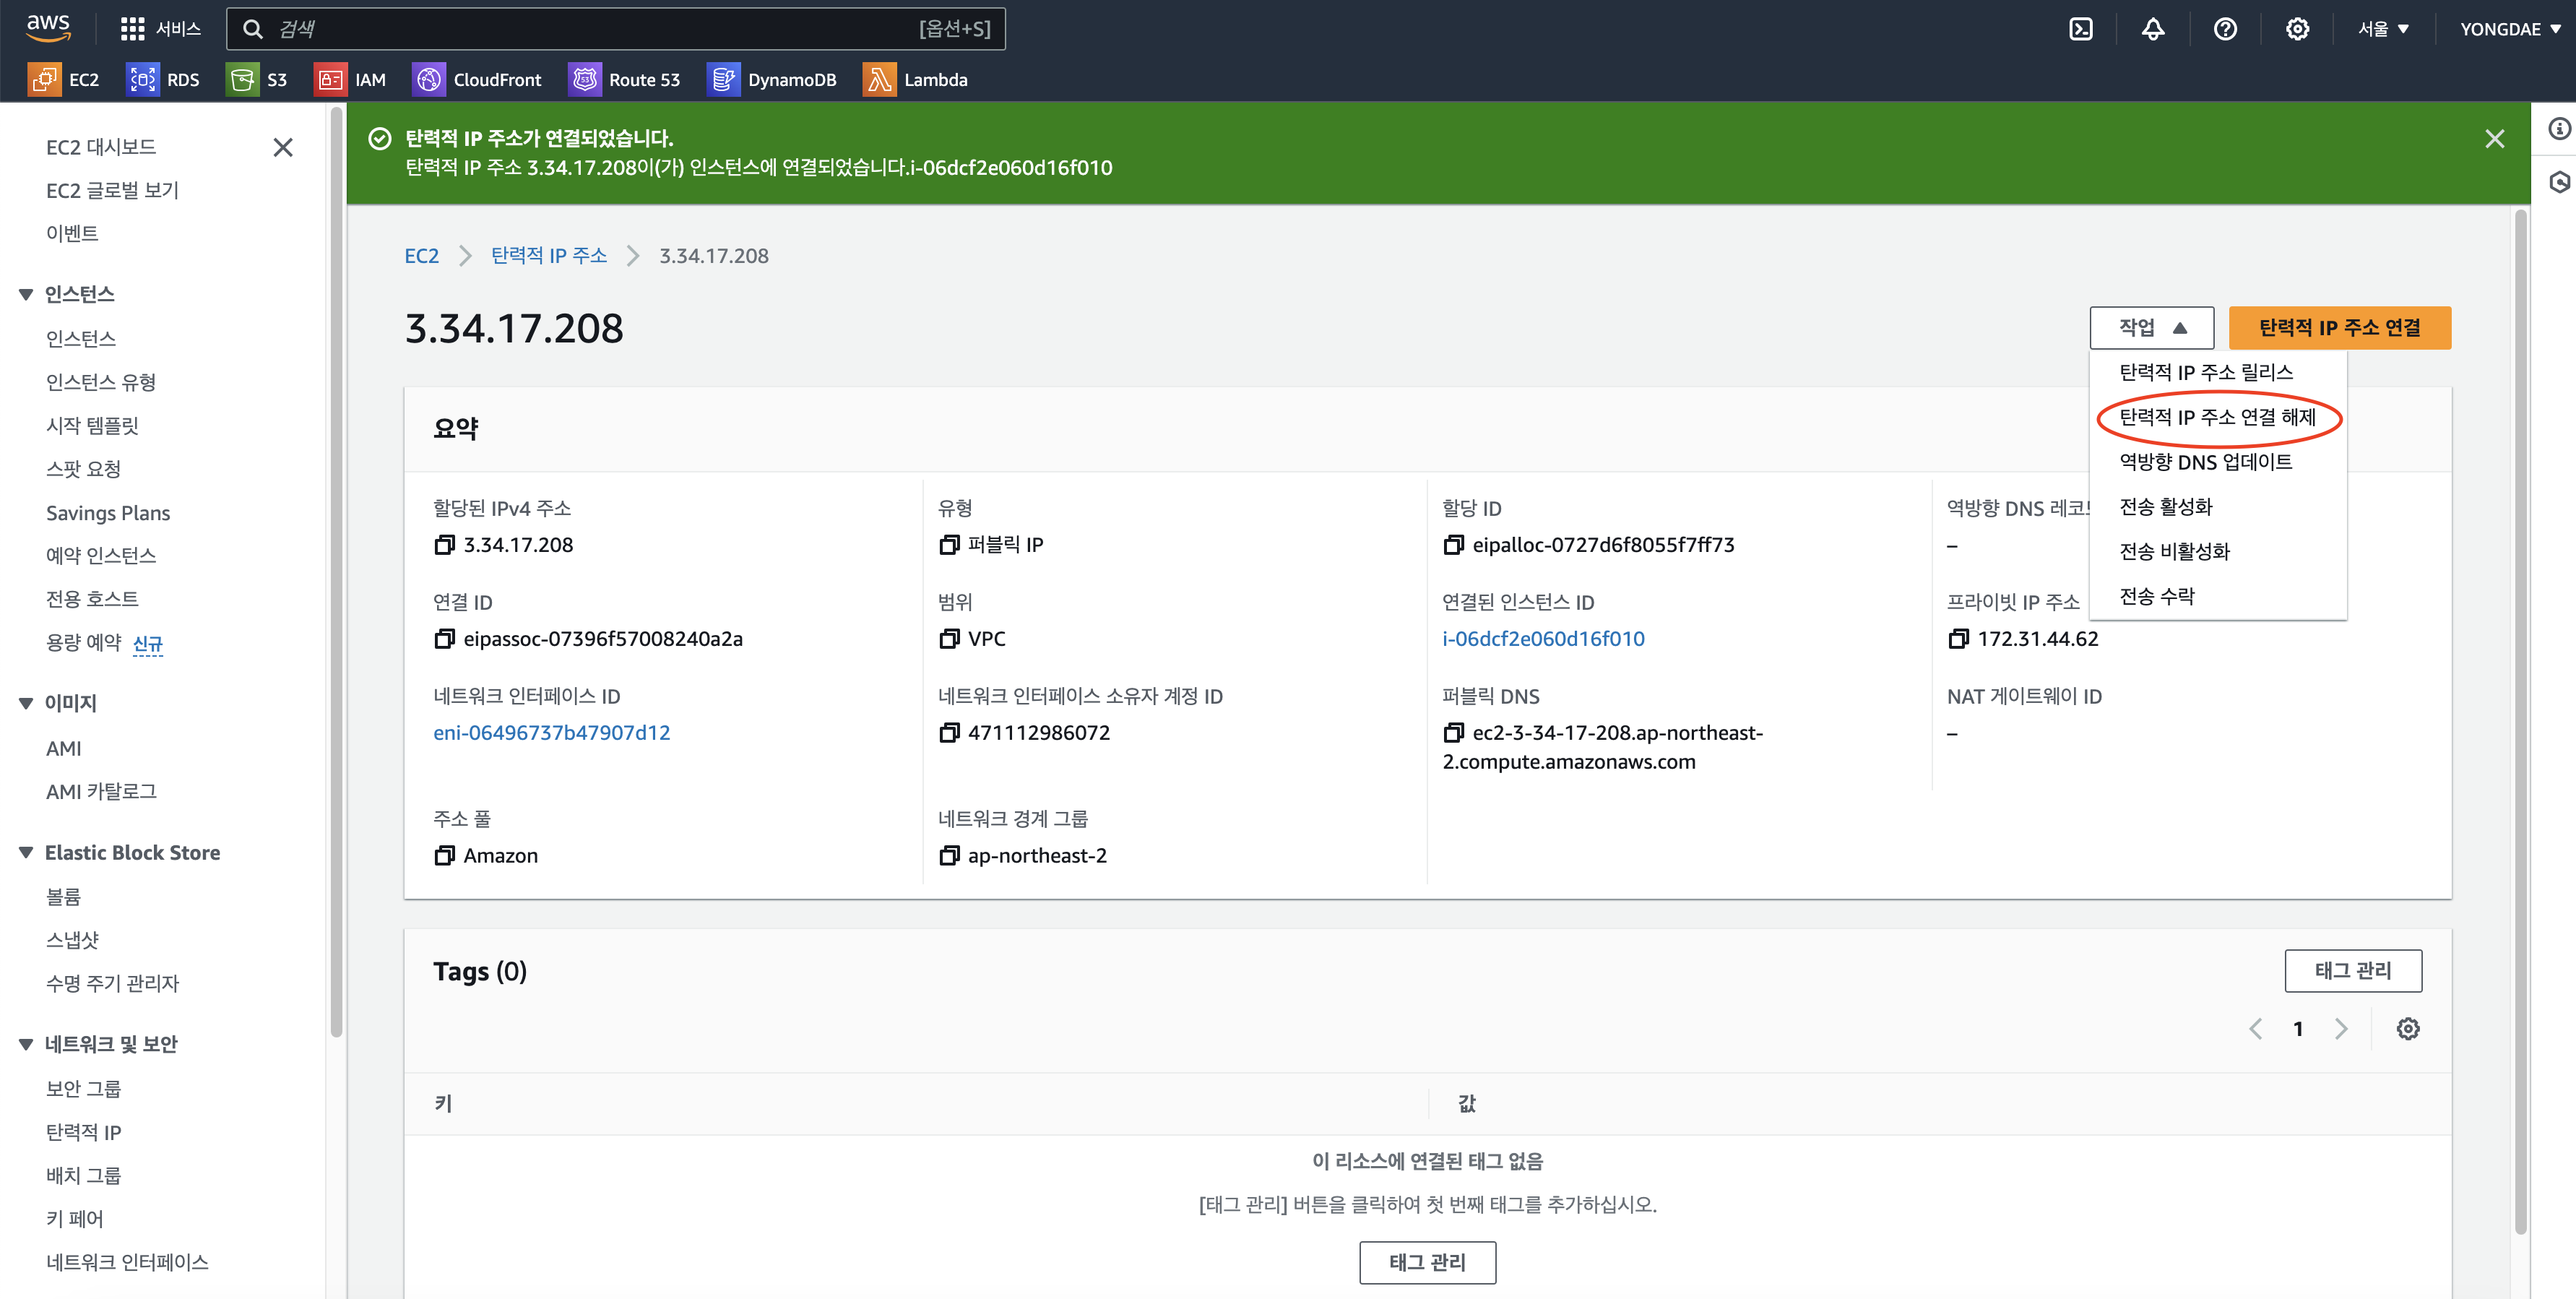 aws
서비스
검색
[옵션+S]
서울
YONGDAE
EC2
RDS
S3
IAM
CloudFront
Route 53
DynamoDB
Lambda
EC2 대시보드
EC2 글로벌 보기
이벤트
인스턴스
인스턴스
인스턴스 유형
시작 템플릿
스팟 요청
Savings Plans
예약 인스턴스
전용 호스트
용량 예약 신규
이미지
AMI
AMI 카탈로그
Elastic Block Store
볼륨
스냅샷
수명 주기 관리자
네트워크 및 보안
보안 그룹
탄력적 IP
배치 그룹
키 페어
네트워크 인터페이스
탄력적 IP 주소가 연결되었습니다.
탄력적 IP 주소 3.34.17.208이(가) 인스턴스에 연결되었습니다.i-06dcf2e060d16f010
EC2
탄력적 IP 주소
3.34.17.208
3.34.17.208
작업
탄력적 IP 주소 연결
탄력적 IP 주소 릴리스
탄력적 IP 주소 연결 해제
역방향 DNS 업데이트
전송 활성화
전송 비활성화
전송 수락
요약
할당된 IPv4 주소
3.34.17.208
유형
퍼블릭 IP
할당 ID
eipalloc-0727d6f8055f7ff73
역방향 DNS 레코
–
연결 ID
eipassoc-07396f57008240a2a
범위
VPC
연결된 인스턴스 ID
i-06dcf2e060d16f010
프라이빗 IP 주소
172.31.44.62
네트워크 인터페이스 ID
eni-06496737b47907d12
네트워크 인터페이스 소유자 계정 ID
471112986072
퍼블릭 DNS
ec2-3-34-17-208.ap-northeast-
2.compute.amazonaws.com
NAT 게이트웨이 ID
–
주소 풀
Amazon
네트워크 경계 그룹
ap-northeast-2
Tags (0)
태그 관리
1
키
값
이 리소스에 연결된 태그 없음
[태그 관리] 버튼을 클릭하여 첫 번째 태그를 추가하십시오.
태그 관리